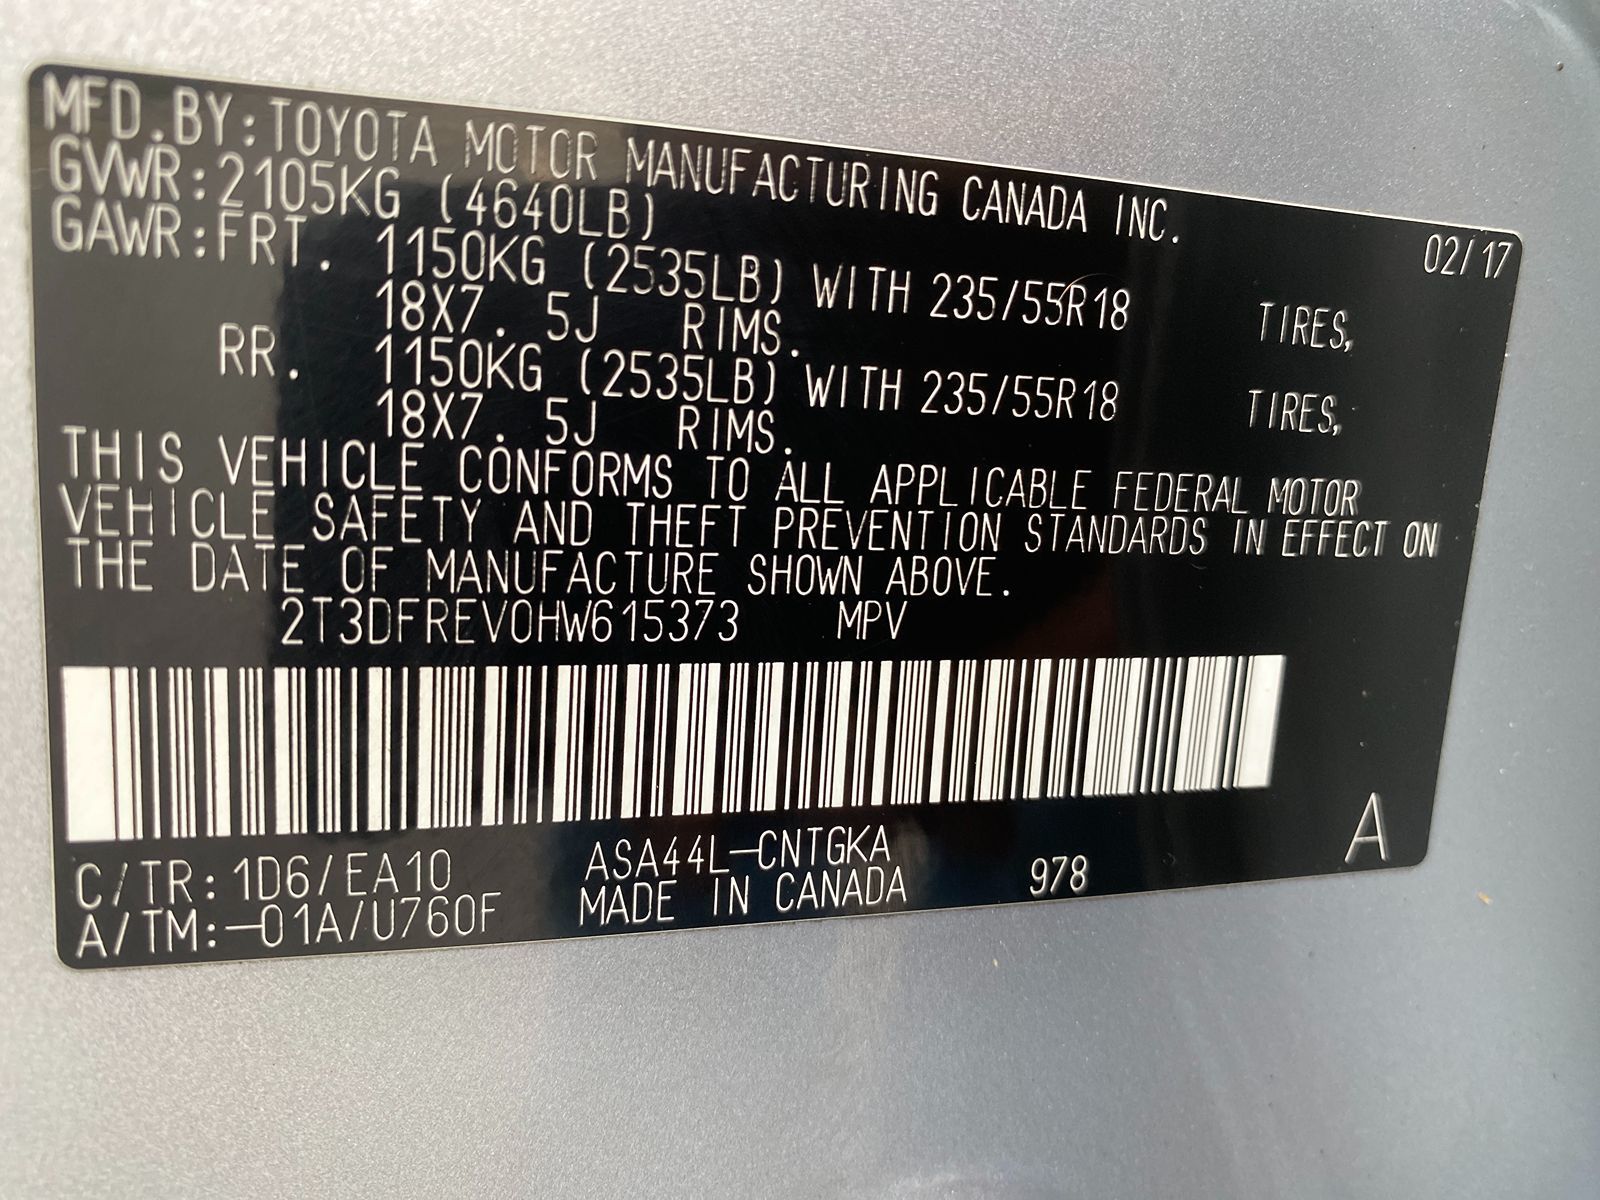 MFD.BY:TOYOTA MOTOR MANUFACTURING CANADA INC.
02/17
GVWR:2105KG (4640LB)
GAWR:FRT. 1150KG (2535LB) WITH 235/55R18 TIRES,
18X7.5J RIMS.
RR. 1150KG (2535LB) WITH 235/55R18 TIRES,
18X7.5J RIMS.
THIS VEHICLE CONFORMS TO ALL APPLICABLE FEDERAL MOTOR
VEHICLE SAFETY AND THEFT PREVENTION STANDARDS IN EFFECT ON
THE DATE OF MANUFACTURE SHOWN ABOVE.
2T3DFREV0HW615373 MPV
C/TR:1D6/EA10 ASA44L-CNTGKA
A/TM:-01A/U760F MADE IN CANADA 978 A